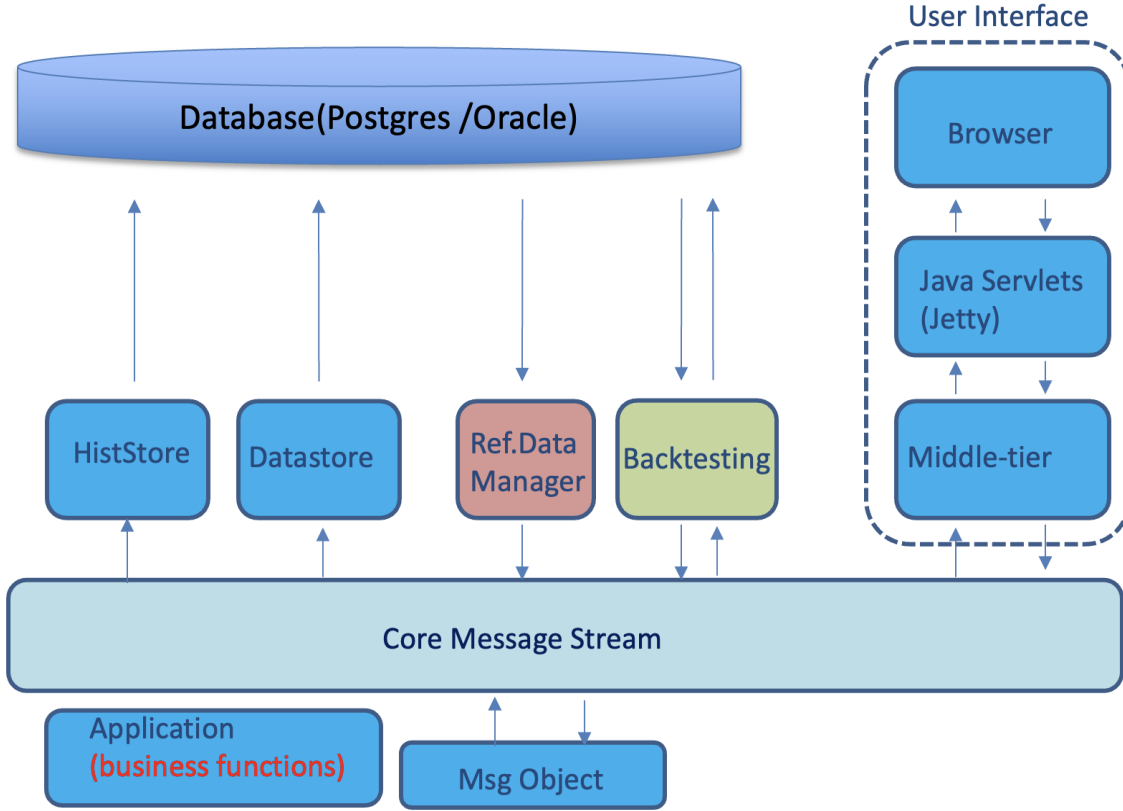 User Interface
Database(Postgres /Oracle)
Browser
Java Servlets
(Jetty)
HistStore
Datastore
Ref.Data
Manager
Backtesting
Middle-tier
Core Message Stream
Application
(business functions)
Msg Object